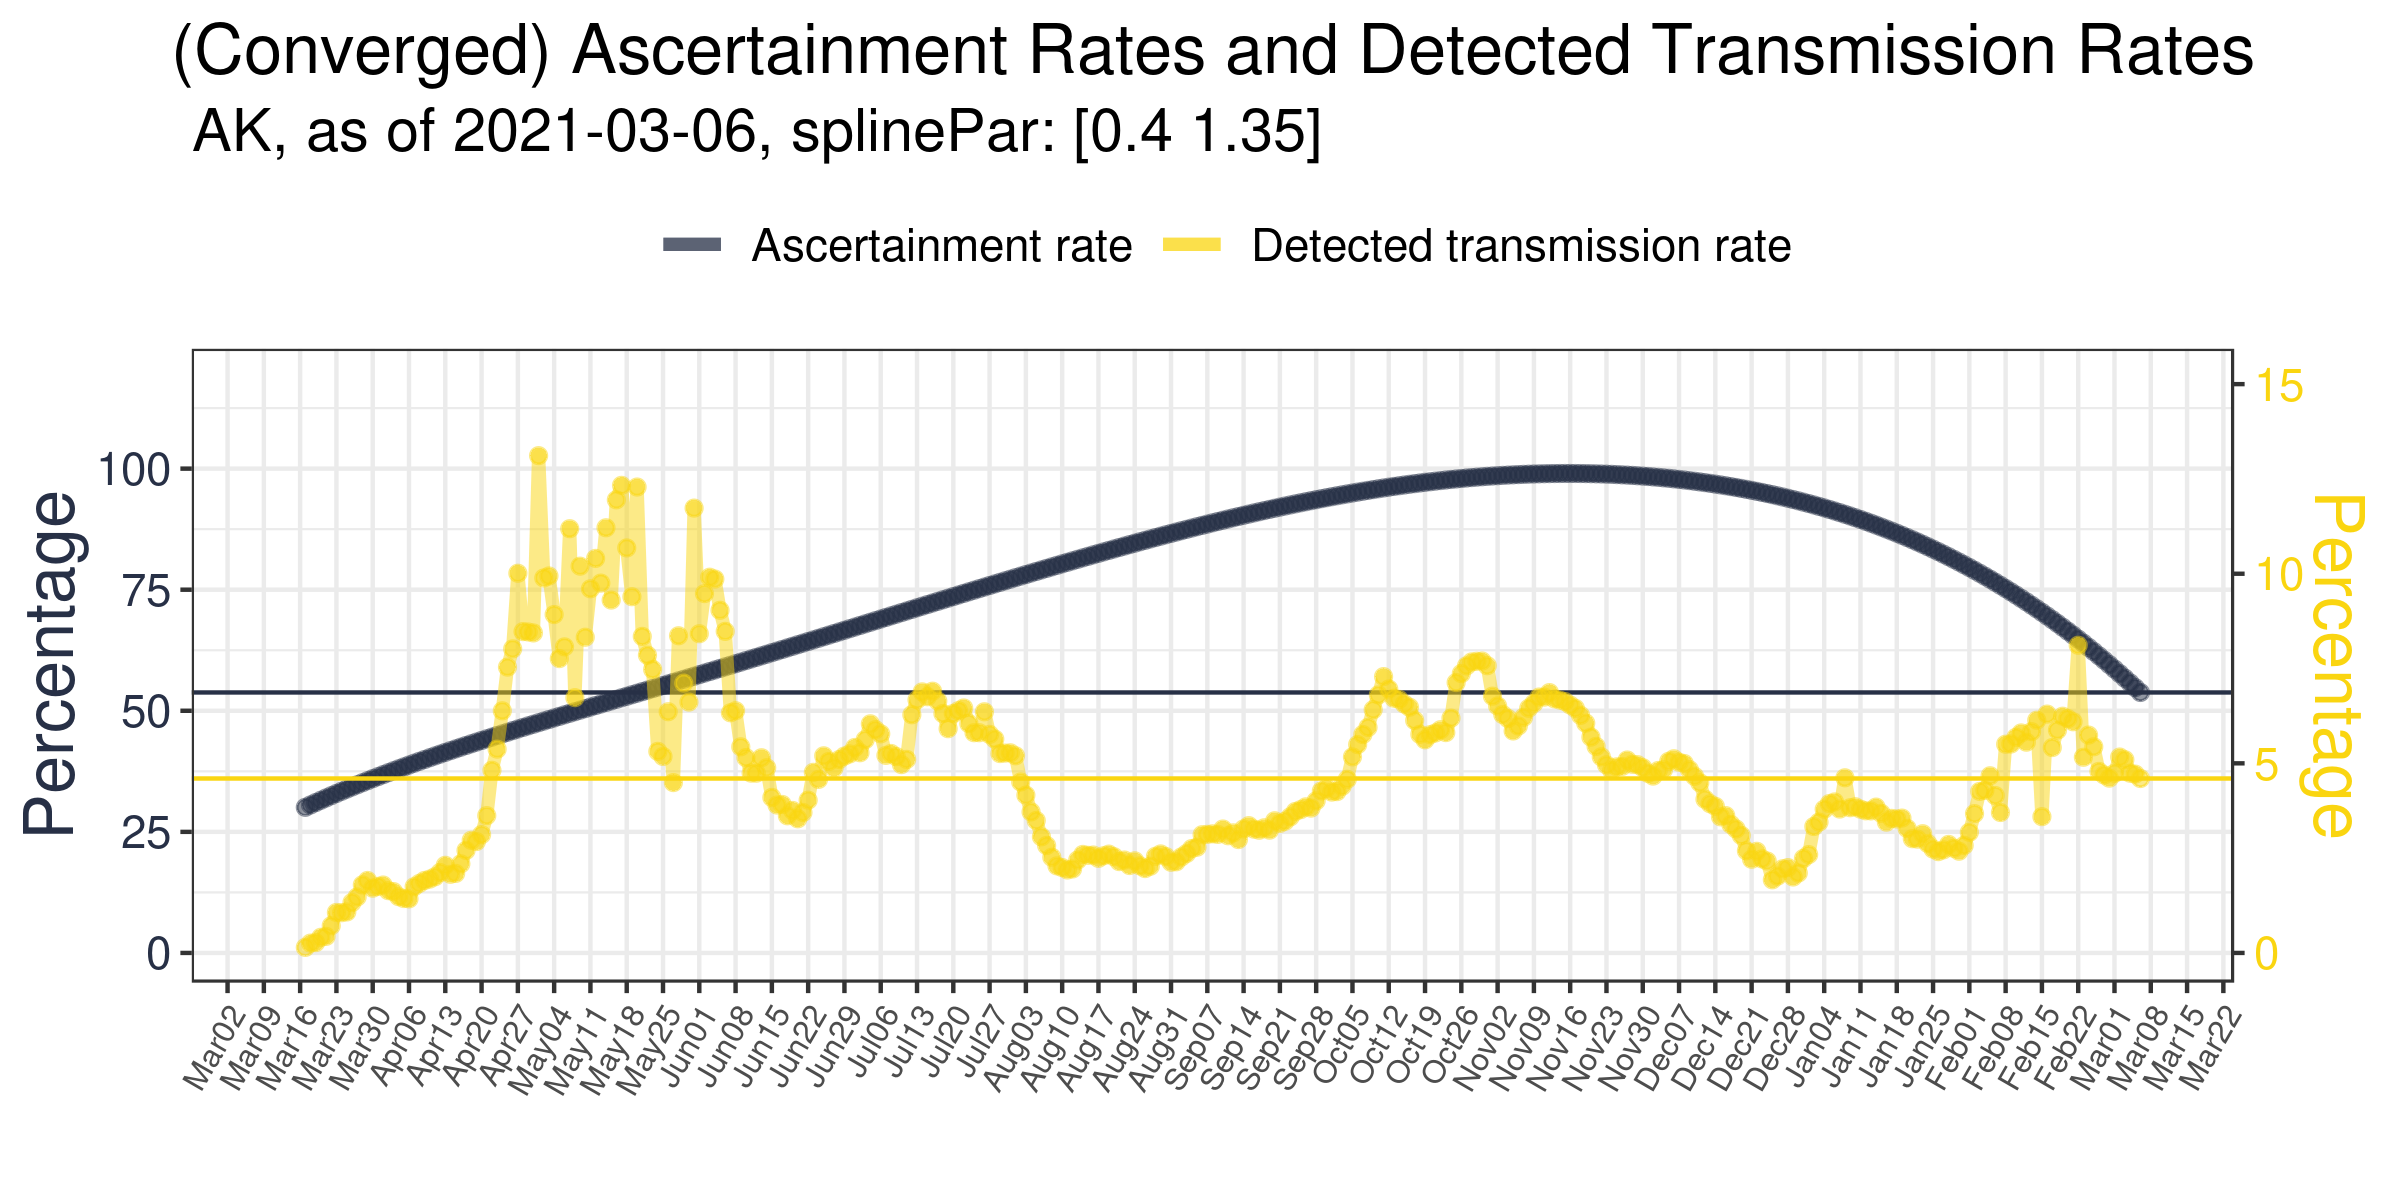 (Converged) Ascertainment Rates and Detected Transmission Rates
AK, as of 2021-03-06, splinePar: [0.4 1.35]
Ascertainment rate
Detected transmission rate
Percentage
100
75
50
25
0
15
10
5
0
Percentage
Mar02
Mar09
Mar16
Mar23
Mar30
Apr06
Apr13
Apr20
Apr27
May04
May11
May18
May25
Jun01
Jun08
Jun15
Jun22
Jun29
Jul06
Jul13
Jul20
Jul27
Aug03
Aug10
Aug17
Aug24
Aug31
Sep07
Sep14
Sep21
Sep28
Oct05
Oct12
Oct19
Oct26
Nov02
Nov09
Nov16
Nov23
Nov30
Dec07
Dec14
Dec21
Dec28
Jan04
Jan11
Jan18
Jan25
Feb01
Feb08
Feb15
Feb22
Mar01
Mar08
Mar15
Mar22